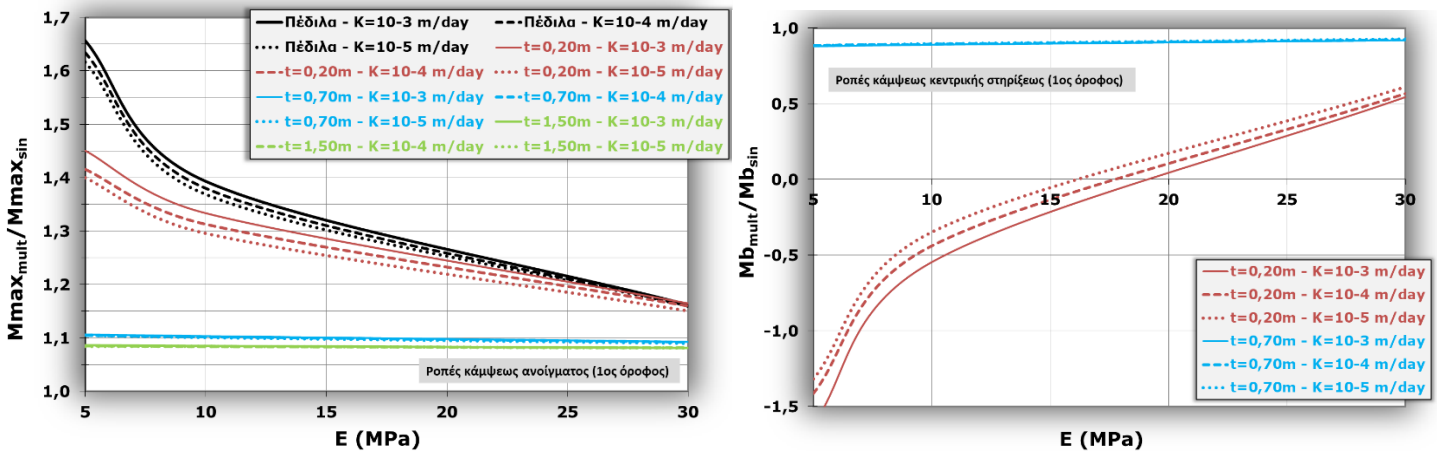 1,7
1,6
1,5
1,4
1,3
1,2
1,1
1,0
Mmax_mult/Mmax_sin
Πέδιλα - K=10-3 m/day
Πέδιλα - K=10-4 m/day
Πέδιλα - K=10-5 m/day
t=0,20m - K=10-3 m/day
t=0,20m - K=10-4 m/day
t=0,20m - K=10-5 m/day
t=0,70m - K=10-3 m/day
t=0,70m - K=10-4 m/day
t=0,70m - K=10-5 m/day
t=1,50m - K=10-3 m/day
t=1,50m - K=10-4 m/day
t=1,50m - K=10-5 m/day
Ροπές κάμψεως ανοίγματος (1ος όροφος)
5 10 15 20 25 30
E (MPa)
1,0
0,5
0,0
-0,5
-1,0
-1,5
Mb_mult/Mb_sin
Ροπές κάμψεως κεντρικής στηρίξεως (1ος όροφος)
5 10 15 20 25 30
t=0,20m - K=10-3 m/day
t=0,20m - K=10-4 m/day
t=0,20m - K=10-5 m/day
t=0,70m - K=10-3 m/day
t=0,70m - K=10-4 m/day
t=0,70m - K=10-5 m/day
E (MPa)